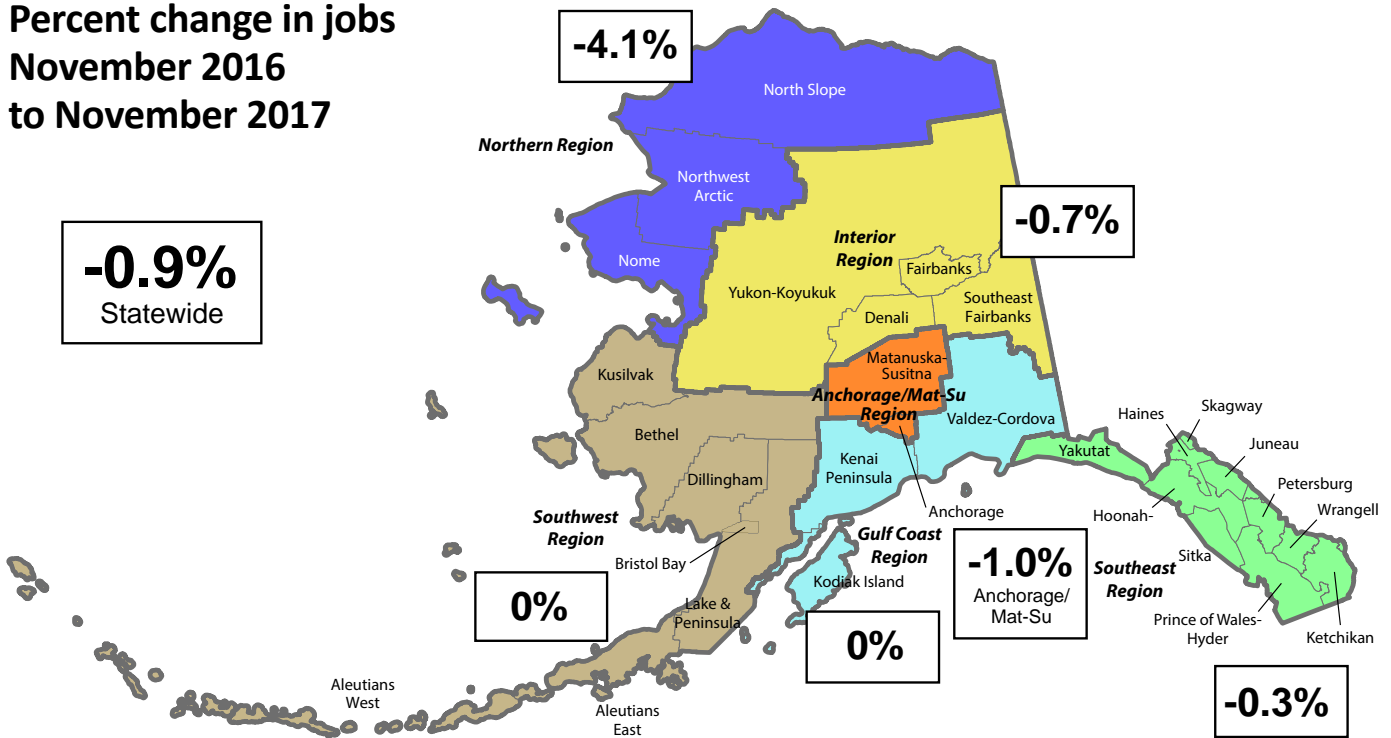 Percent change in jobs
November 2016
to November 2017
-4.1%
North Slope
Northern Region
Northwest
Arctic
-0.7%
-0.9%
Statewide
Nome
Interior
Region
Fairbanks
Yukon-Koyukuk
Denali
Southeast
Fairbanks
Matanuska-
Susitna
Kusilvak
Anchorage/Mat-Su
Region
Valdez-Cordova
Bethel
Haines
Skagway
Juneau
Yakutat
Kenai
Peninsula
Dillingham
Petersburg
Wrangell
Hoonah-
Anchorage
Southwest
Region
Gulf Coast
Region
Bristol Bay
Sitka
-1.0%
Anchorage/
Mat-Su
Southeast
Region
Kodiak Island
0%
Lake &
Peninsula
0%
Prince of Wales-
Hyder
Ketchikan
-0.3%
Aleutians
West
Aleutians
East